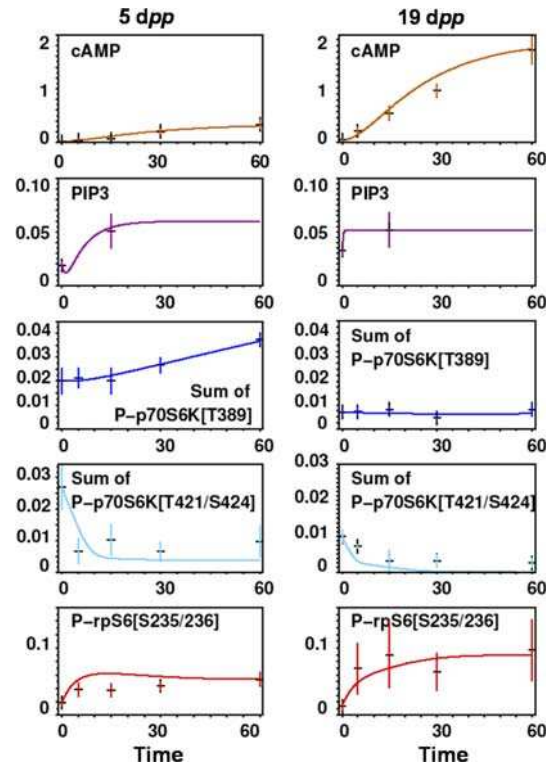 5 dpp 19 dpp
2 cAMP 2 cAMP
1 1
0 0
0 30 60 0 30 60
0.10 PIP3 0.10 PIP3
0.05 0.05
0 0
0 30 60 0 30 60
0.04 0.04 Sum of
0.03 0.03 P-p70S6K[T389]
0.02 Sum of 0.02
0.01 P-p70S6K[T389] 0.01
0 0
0 30 60 0 30 60
0.03 Sum of 0.03 Sum of
0.02 P-p70S6K[T421/S424] 0.02 P-p70S6K[T421/S424]
0.01 0.01
0 0
0 30 60 0 30 60
P-rpS6[S235/236] P-rpS6[S235/236]
0.1 0.1
0 0
0 30 60 0 30 60
Time Time